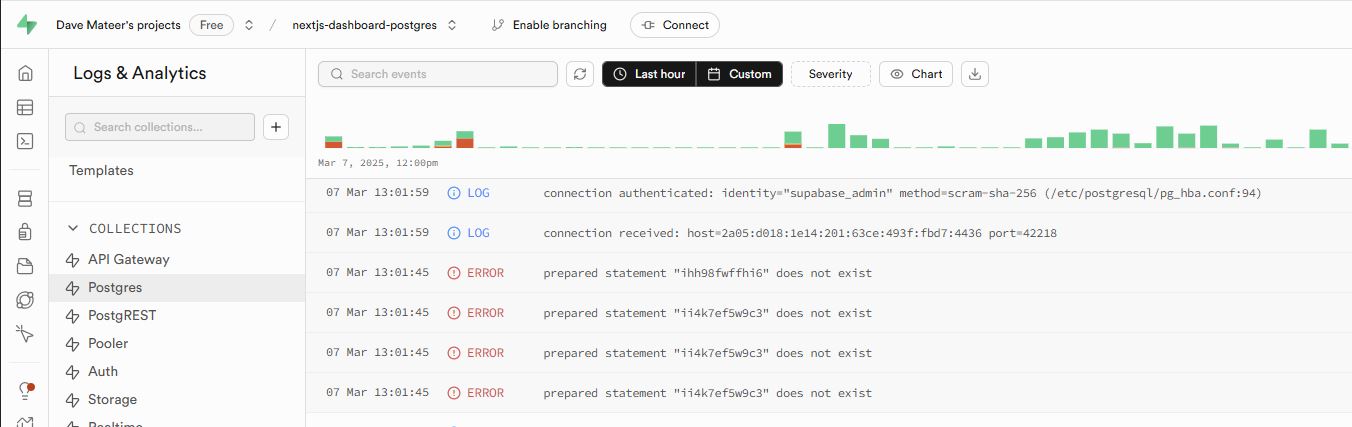 Dave Mateer's projects Free / nextjs-dashboard-postgres Enable branching Connect
Logs & Analytics
Search collections...
Templates
COLLECTIONS
API Gateway
Postgres
PostgREST
Pooler
Auth
Storage
Realtime
Search events Last hour Custom Severity Chart
Mar 7, 2025, 12:00pm
07 Mar 13:01:59 LOG connection authenticated: identity="supabase_admin" method=scram-sha-256 (/etc/postgresql/pg_hba.conf:94)
07 Mar 13:01:59 LOG connection received: host=2a05:d018:1e14:201:63ce:493f:fbd7:4436 port=42218
07 Mar 13:01:45 ERROR prepared statement "ihh98fwffhi6" does not exist
07 Mar 13:01:45 ERROR prepared statement "ii4k7ef5w9c3" does not exist
07 Mar 13:01:45 ERROR prepared statement "ii4k7ef5w9c3" does not exist
07 Mar 13:01:45 ERROR prepared statement "ii4k7ef5w9c3" does not exist